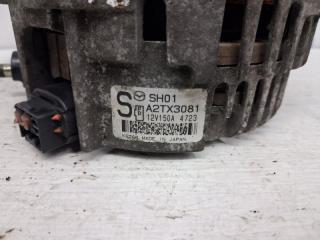 SH01
S A2TX3081
12V150A 4723
MADE IN JAPAN